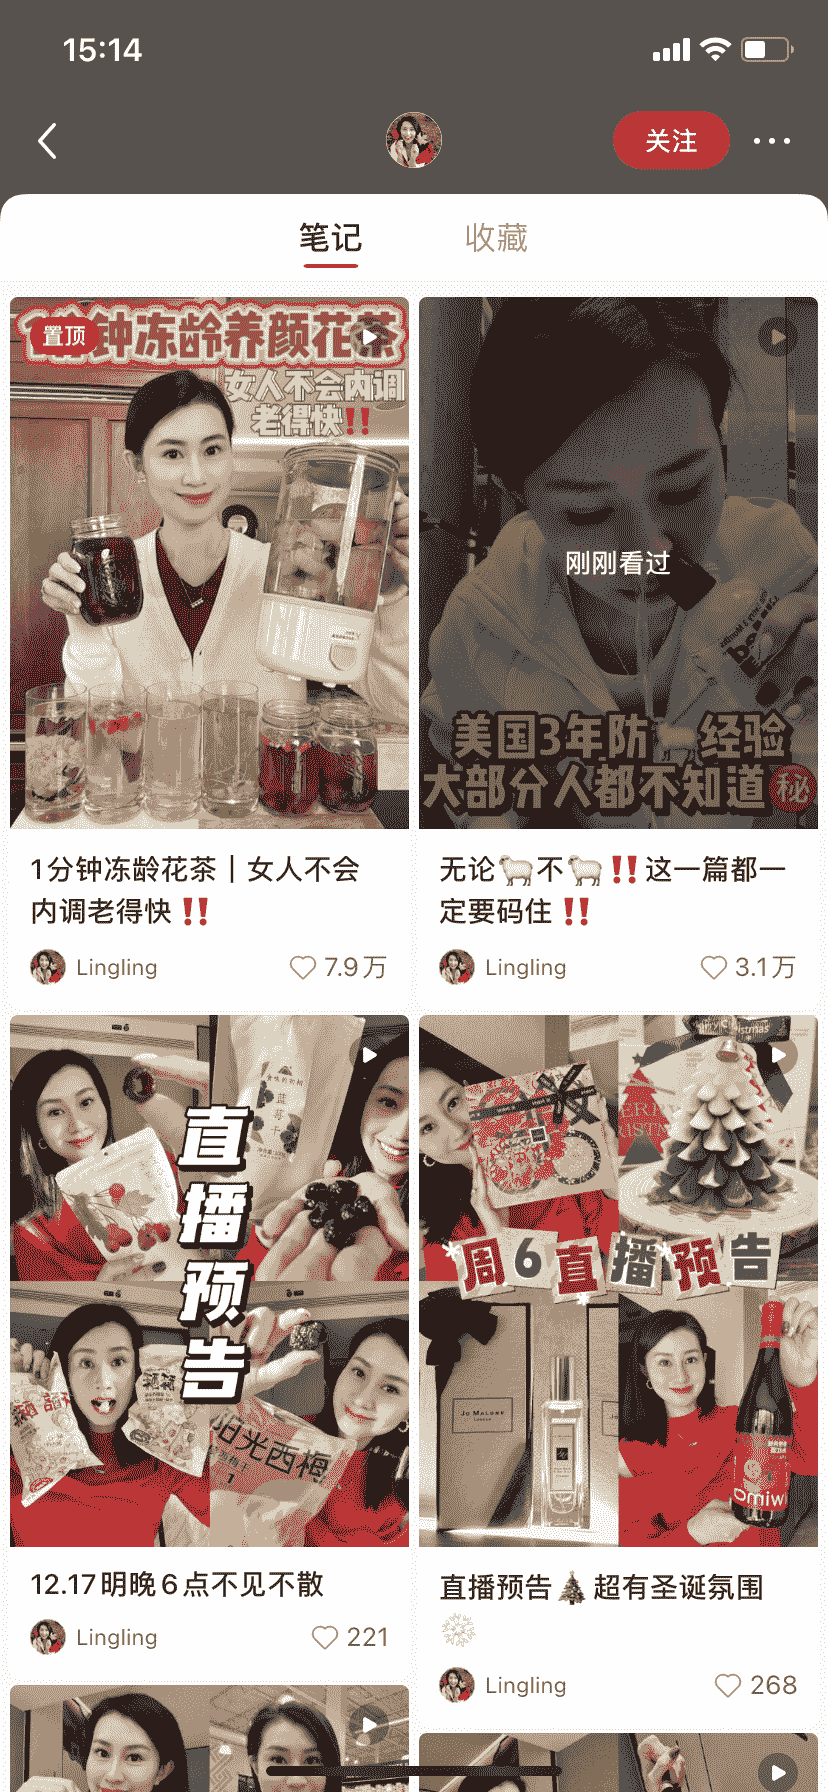 15:14
关注
笔记
收藏
置顶
钟冻龄养颜花茶
女人不会内调
老得快‼️
刚刚看过
美国3年防🐑经验
大部分人都不知道㊙️
1分钟冻龄花茶｜女人不会
内调老得快‼️
Lingling
7.9万
无论🐑不🐑‼️这一篇都一
定要码住‼️
Lingling
3.1万
蓝莓干
直播预告
阳光西梅
12.17明晚6点不见不散
Lingling
221
Christmas
周6直播预告
JO MALONE
LONDON
omiwi
直播预告🎄超有圣诞氛围
❄️
Lingling
268